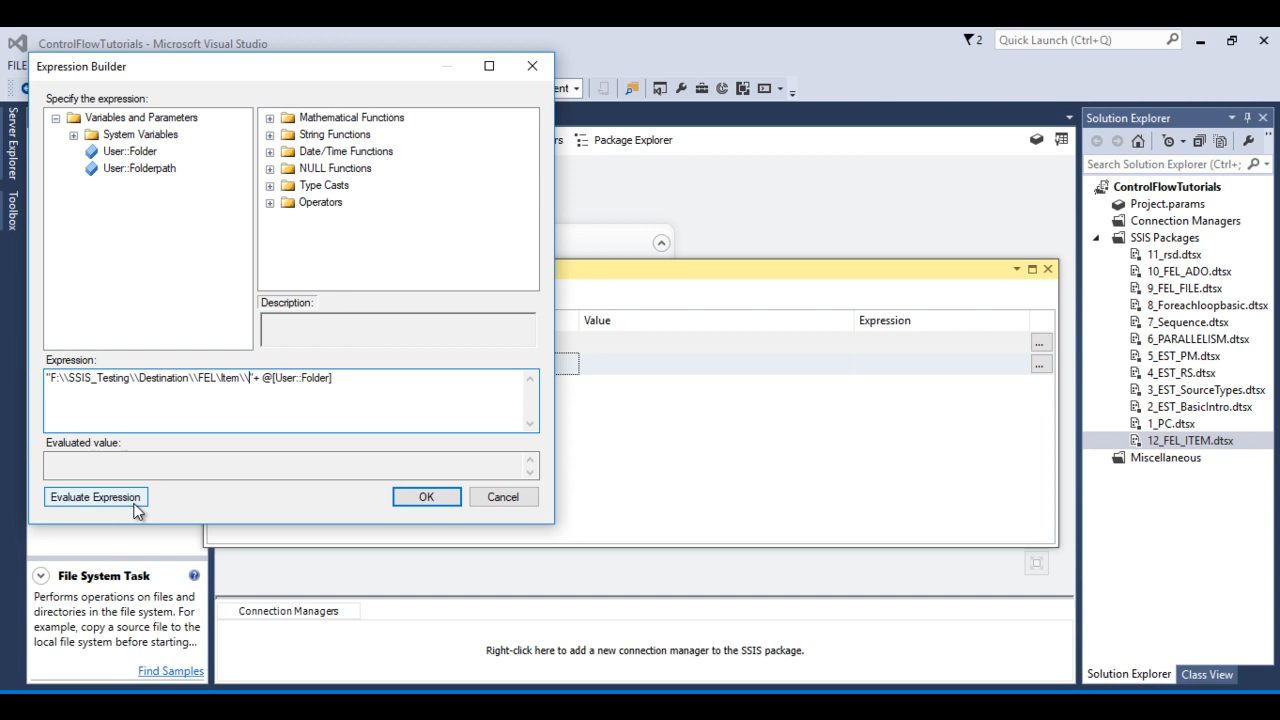 ControlFlowTutorials - Microsoft Visual Studio
2
Quick Launch (Ctrl+Q)
FILE
Expression Builder
Specify the expression:
Variables and Parameters
System Variables
User::Folder
User::Folderpath
Mathematical Functions
String Functions
Date/Time Functions
NULL Functions
Type Casts
Operators
Description:
Expression:
"F:\\SSIS_Testing\\Destination\\FEL\Item\\"+ @[User::Folder]
Evaluated value:
Evaluate Expression
OK
Cancel
Server Explorer
Toolbox
ent
rs
Package Explorer
Value
Expression
...
...
File System Task
Performs operations on files and
directories in the file system. For
example, copy a source file to the
local file system before starting...
Find Samples
Connection Managers
Right-click here to add a new connection manager to the SSIS package.
Solution Explorer
Search Solution Explorer (Ctrl+;
ControlFlowTutorials
Project.params
Connection Managers
SSIS Packages
11_rsd.dtsx
10_FEL_ADO.dtsx
9_FEL_FILE.dtsx
8_Foreachloopbasic.dtsx
7_Sequence.dtsx
6_PARALLELISM.dtsx
5_EST_PM.dtsx
4_EST_RS.dtsx
3_EST_SourceTypes.dtsx
2_EST_BasicIntro.dtsx
1_PC.dtsx
12_FEL_ITEM.dtsx
Miscellaneous
Solution Explorer
Class View